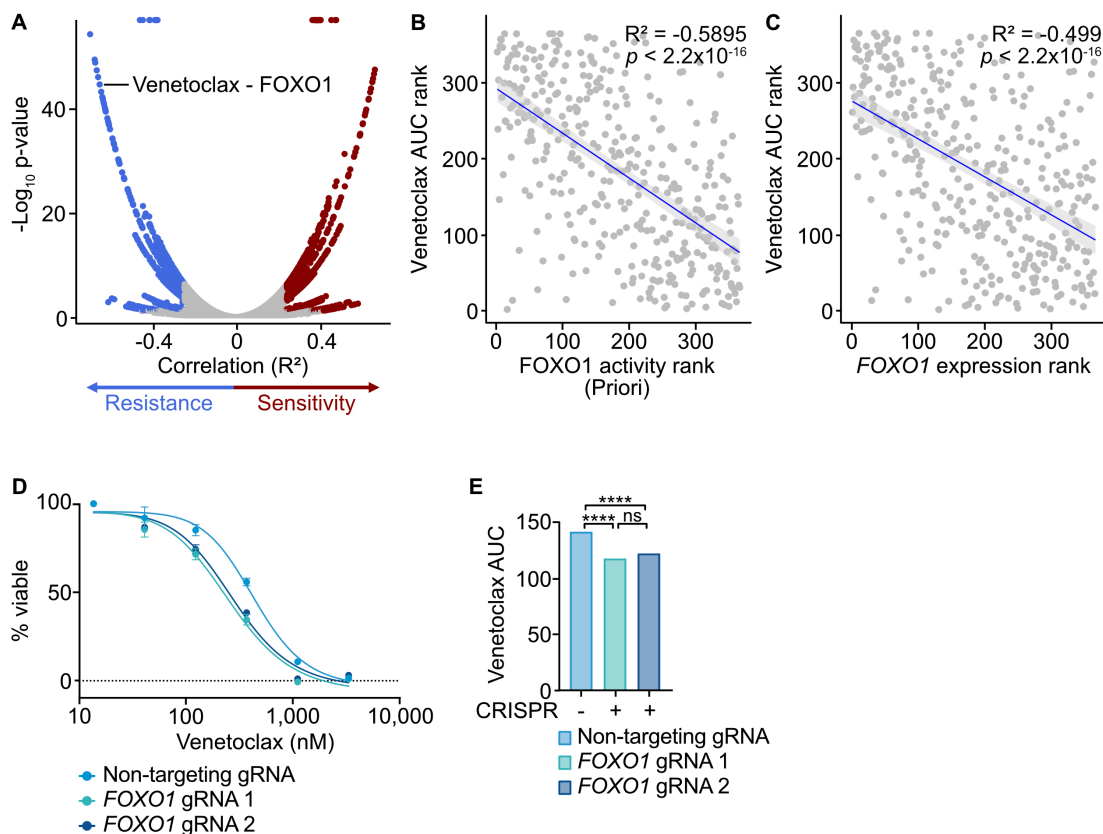 A
-Log₁₀ p-value
40
20
0
Venetoclax - FOXO1
-0.4
0
0.4
Correlation (R²)
Resistance
Sensitivity
B
Venetoclax AUC rank
300
200
100
0
R² = -0.5895
p < 2.2x10⁻¹⁶
0
100
200
300
FOXO1 activity rank
(Priori)
C
Venetoclax AUC rank
300
200
100
0
R² = -0.499
p < 2.2x10⁻¹⁶
0
100
200
300
FOXO1 expression rank
D
% viable
100
50
0
10
100
1,000
10,000
Venetoclax (nM)
Non-targeting gRNA
FOXO1 gRNA 1
FOXO1 gRNA 2
E
Venetoclax AUC
150
100
50
0
****
**** ns
CRISPR - + +
Non-targeting gRNA
FOXO1 gRNA 1
FOXO1 gRNA 2